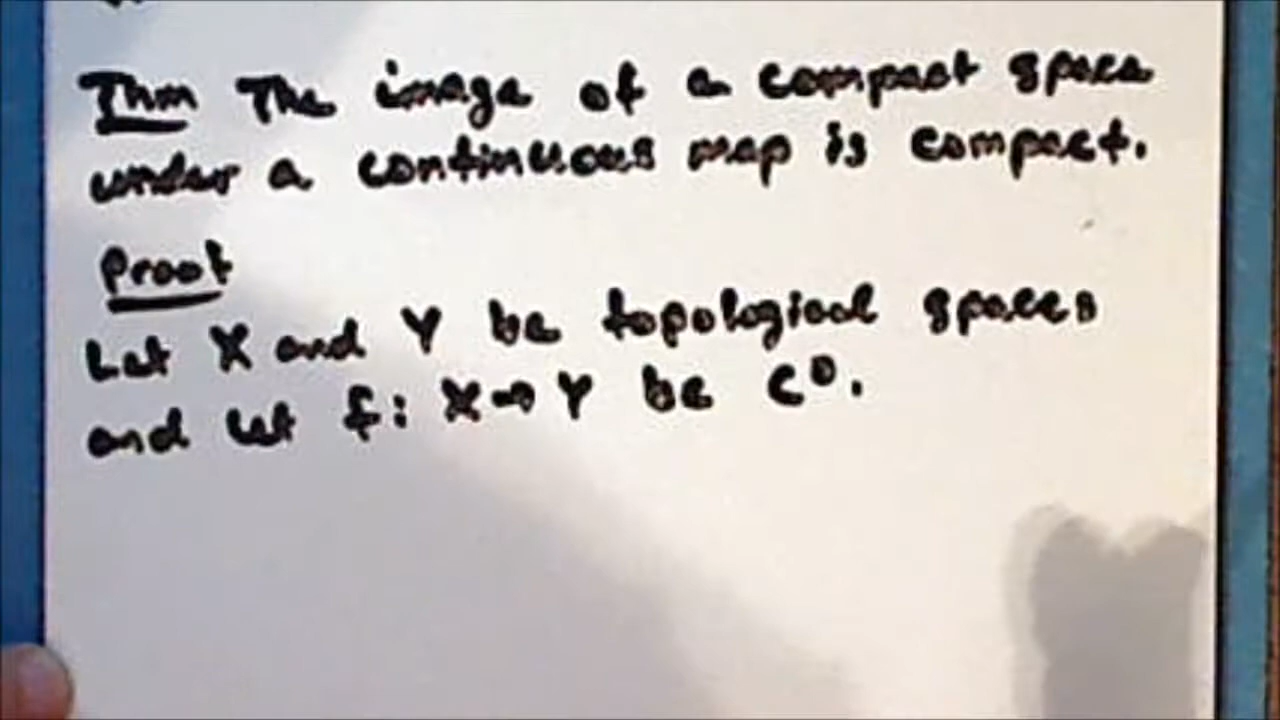 Thm The image of a compact space
under a continuous map is compact.
Proof
Let X and Y be topological spaces
and let f: X→Y be C⁰.